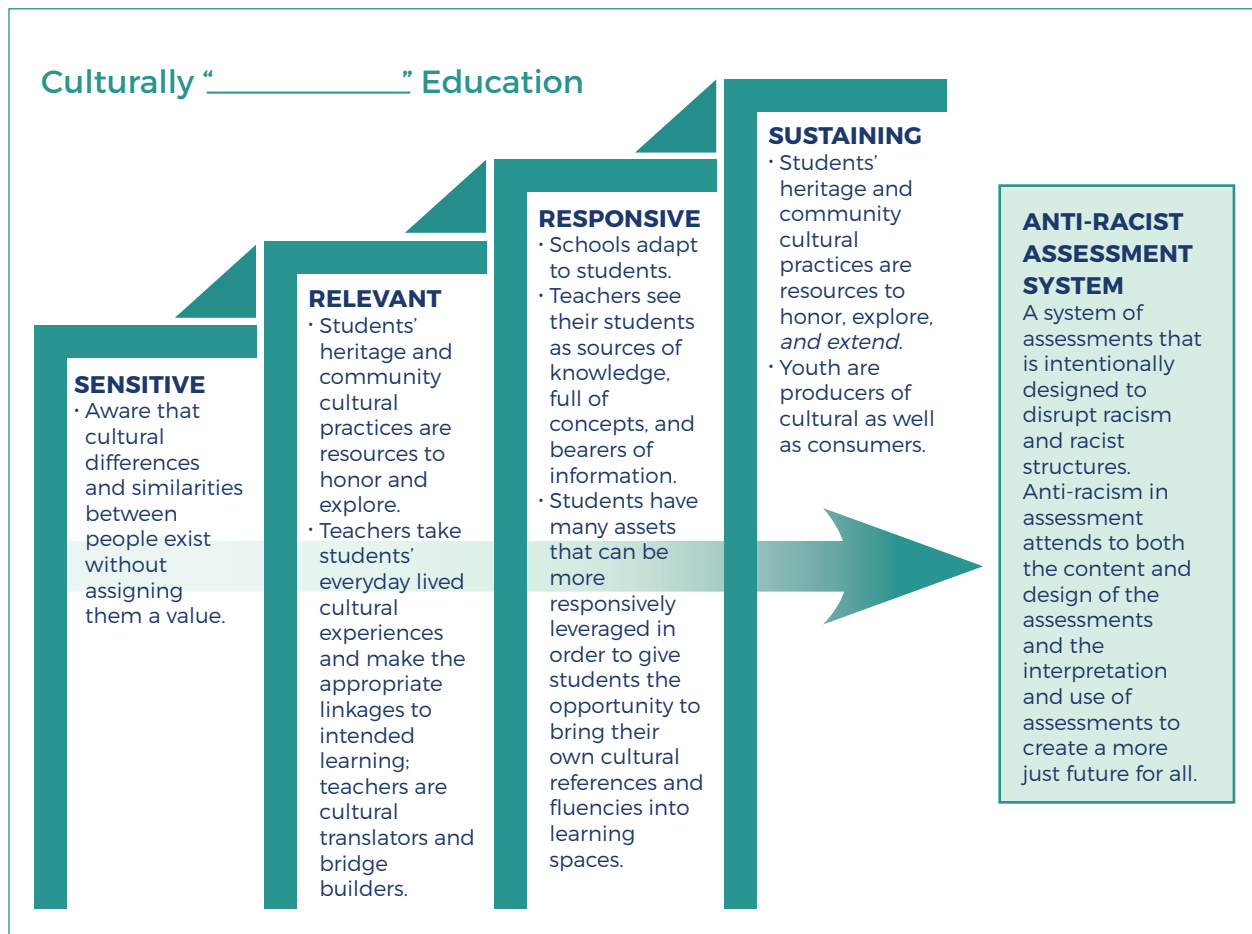 Culturally “______________” Education
SENSITIVE
· Aware that
cultural
differences
and similarities
between
people exist
without
assigning
them a value.
RELEVANT
· Students’
heritage and
community
cultural
practices are
resources to
honor and
explore.
· Teachers take
students’
everyday lived
cultural
experiences
and make the
appropriate
linkages to
intended
learning;
teachers are
cultural
translators and
bridge
builders.
RESPONSIVE
· Schools adapt
to students.
· Teachers see
their students
as sources of
knowledge,
full of
concepts, and
bearers of
information.
· Students have
many assets
that can be
more
responsively
leveraged in
order to give
students the
opportunity to
bring their
own cultural
references and
fluencies into
learning
spaces.
SUSTAINING
· Students’
heritage and
community
cultural
practices are
resources to
honor, explore,
and extend.
· Youth are
producers of
cultural as well
as consumers.
ANTI-RACIST
ASSESSMENT
SYSTEM
A system of
assessments that
is intentionally
designed to
disrupt racism
and racist
structures.
Anti-racism in
assessment
attends to both
the content and
design of the
assessments
and the
interpretation
and use of
assessments to
create a more
just future for all.